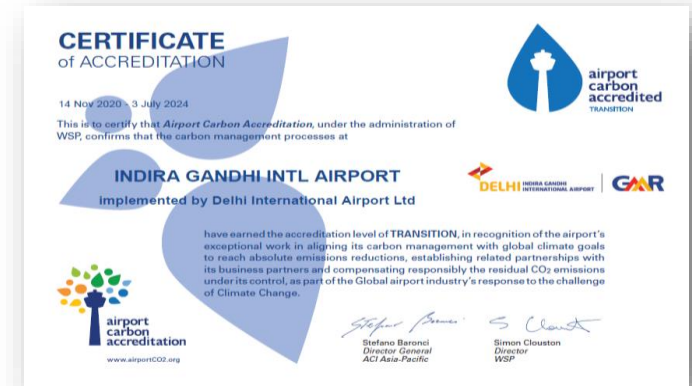 CERTIFICATE
of ACCREDITATION
airport
carbon
accredited
TRANSITION
14 Nov 2020 - 3 July 2024
This is to certify that Airport Carbon Accreditation, under the administration of
WSP, confirms that the carbon management processes at
INDIRA GANDHI INTL AIRPORT
implemented by Delhi International Airport Ltd
DELHI INDIRA GANDHI
INTERNATIONAL AIRPORT
GMR
have earned the accreditation level of TRANSITION, in recognition of the airport's
exceptional work in aligning its carbon management with global climate goals
to reach absolute emissions reductions, establishing related partnerships with
its business partners and compensating responsibly the residual CO2 emissions
under its control, as part of the Global airport industry's response to the challenge
of Climate Change.
airport
carbon
accreditation
www.airportCO2.org
Stefano Baronci
Director General
ACI Asia-Pacific
Simon Clouston
Director
WSP